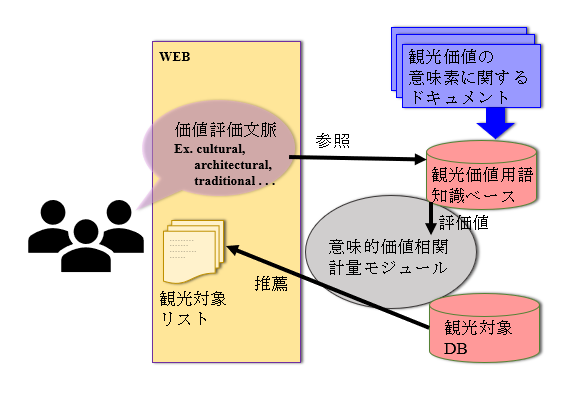 WEB
価値評価文脈
Ex. cultural,
architectural,
traditional . . .
参照
観光価値の
意味素に関する
ドキュメント
観光価値用語
知識ベース
評価値
意味的価値相関
計量モジュール
推薦
観光対象
リスト
観光対象
DB